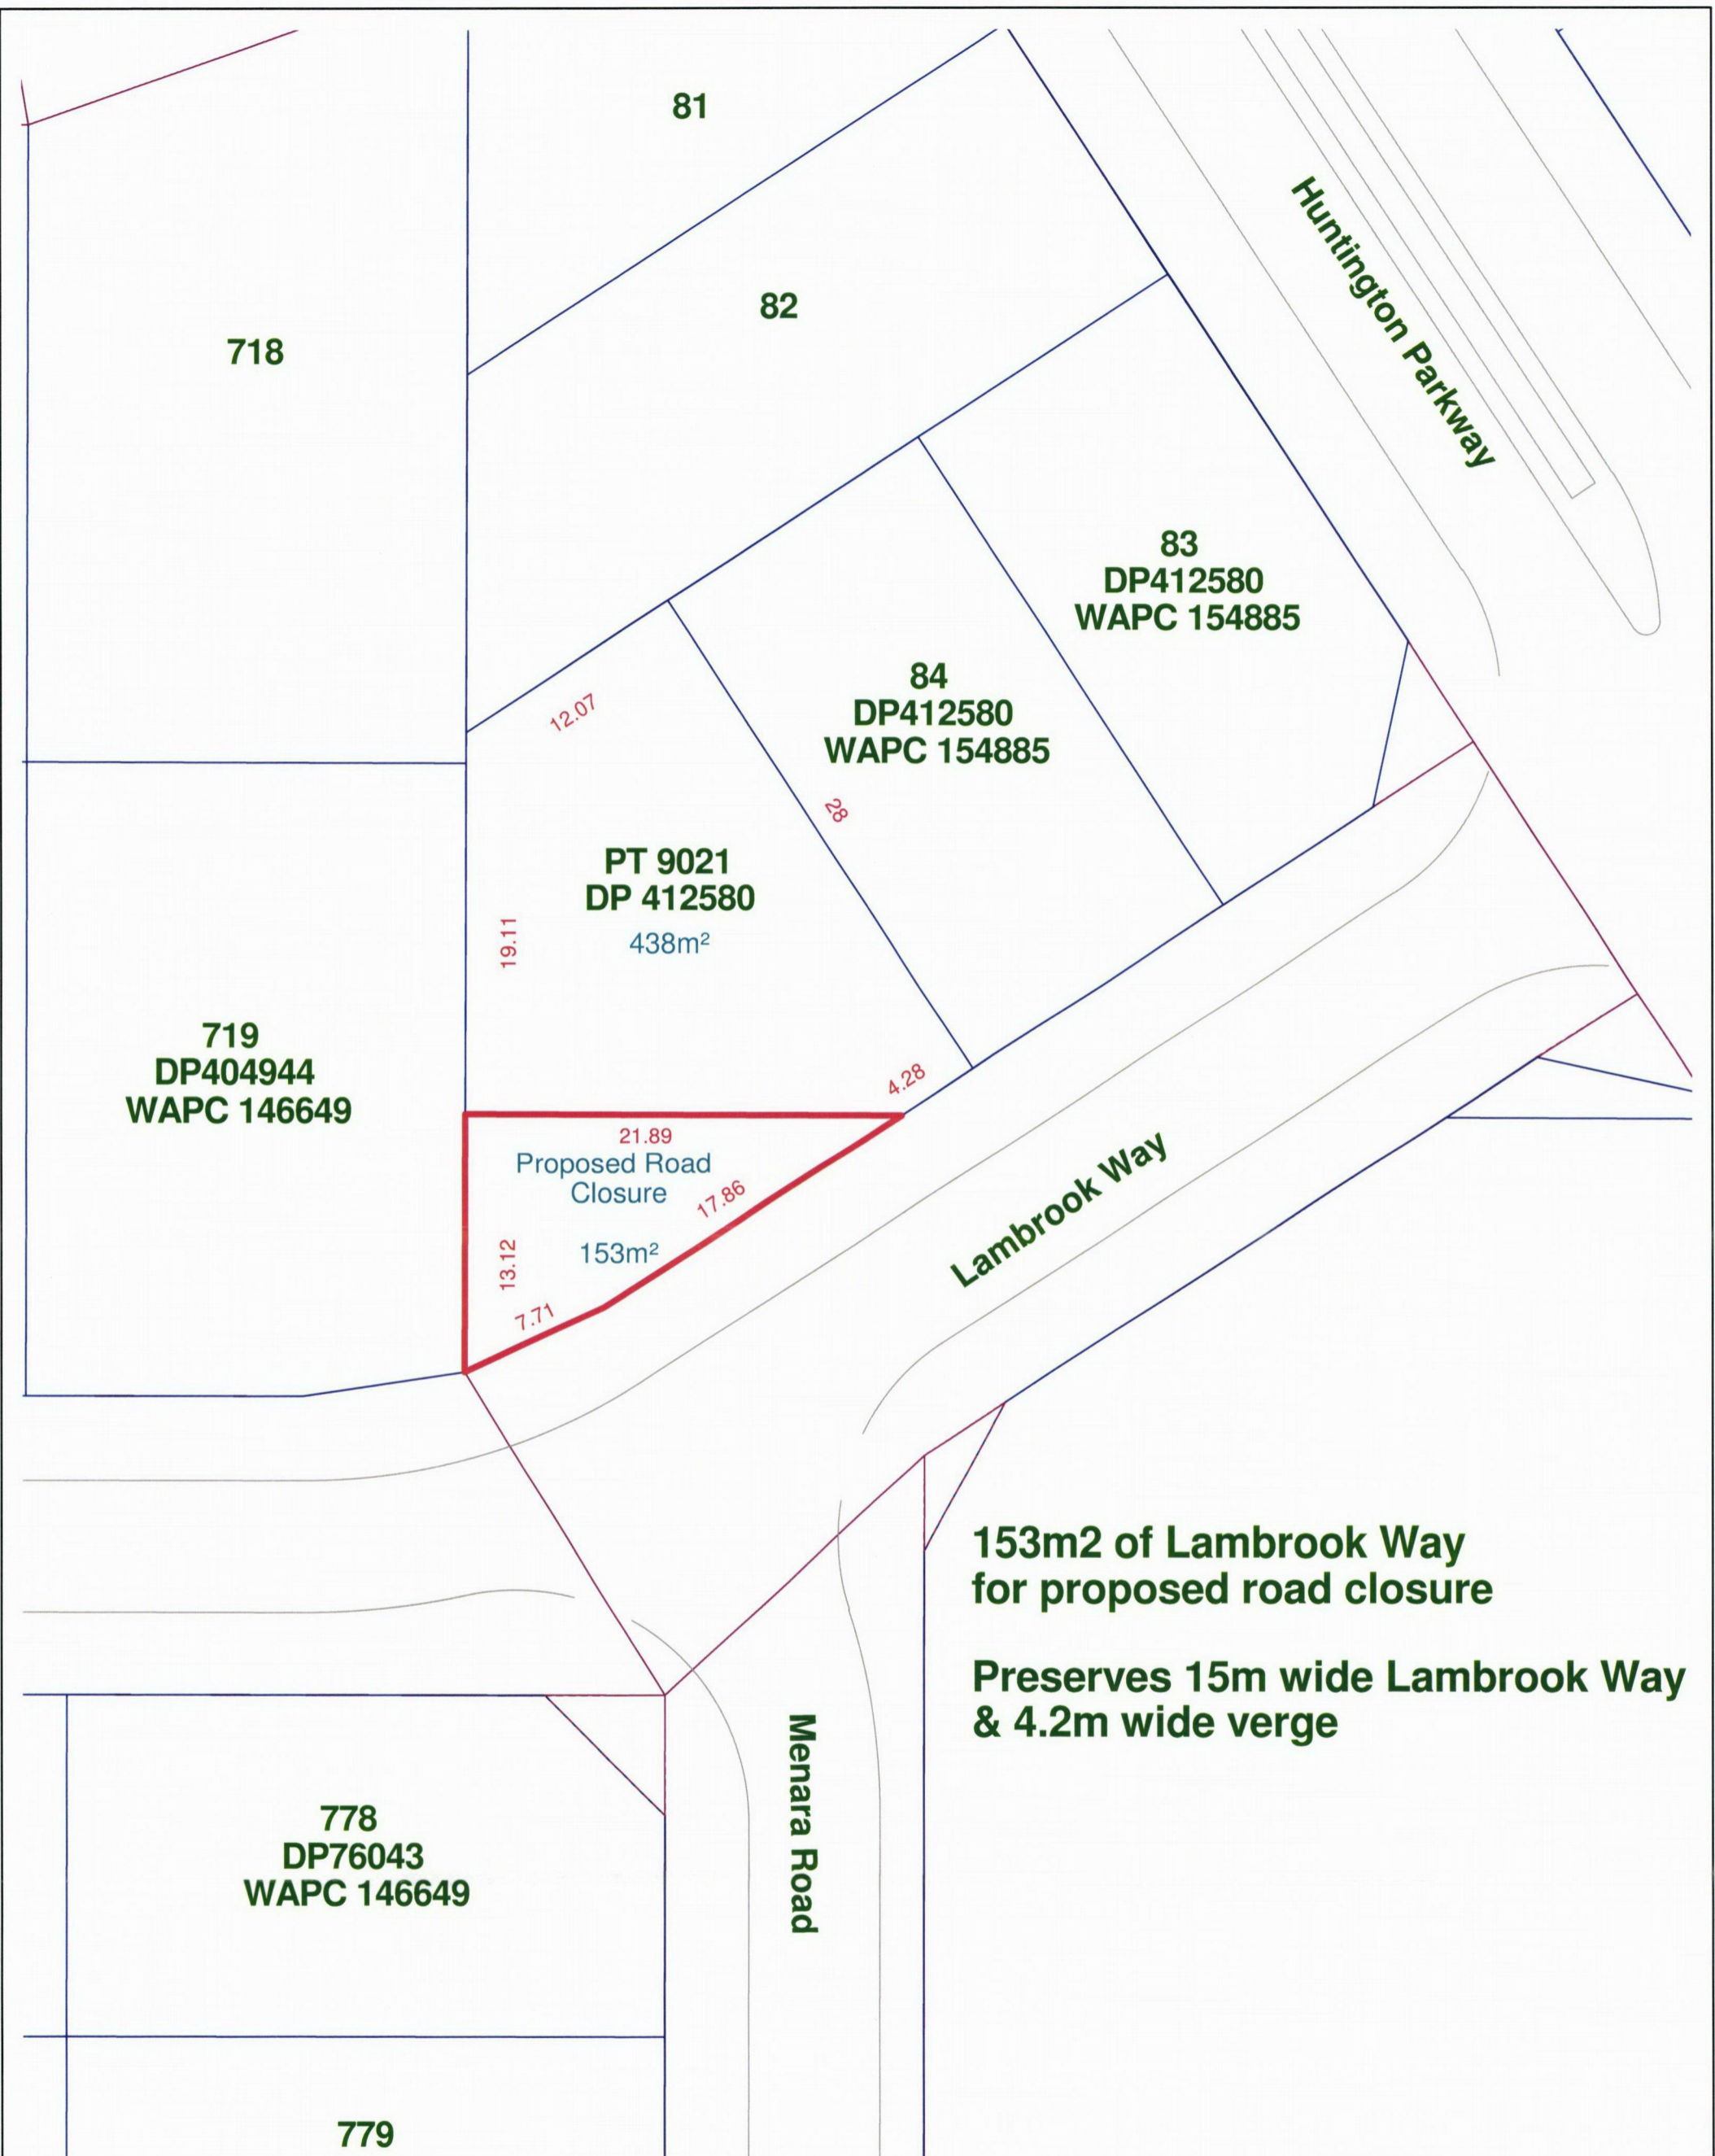 81
82
718
Huntington Parkway
83
DP412580
WAPC 154885
84
DP412580
WAPC 154885
12.07
28
PT 9021
DP 412580
438m²
19.11
719
DP404944
WAPC 146649
4.28
21.89
Proposed Road
Closure
17.86
153m²
13.12
7.71
Lambrook Way
153m2 of Lambrook Way
for proposed road closure
Preserves 15m wide Lambrook Way
& 4.2m wide verge
Menara Road
778
DP76043
WAPC 146649
779